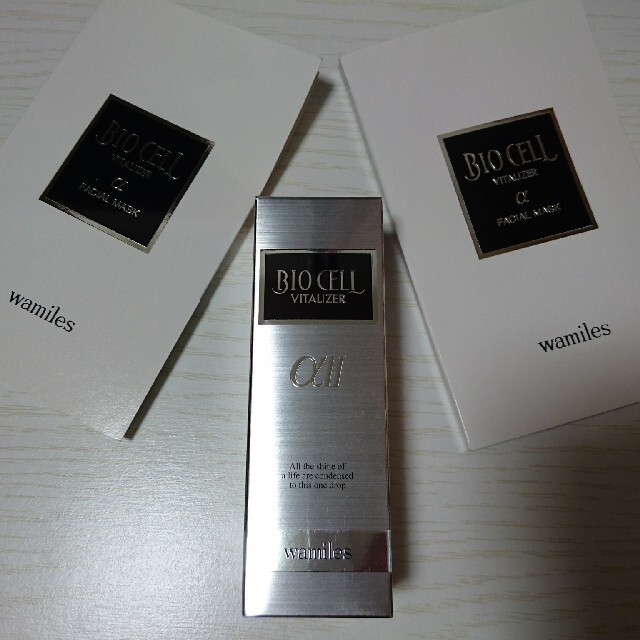 BIO CELL
VITALIZER
α
FACIAL MASK
wamiles
BIO CELL
VITALIZER
α
FACIAL MASK
wamiles
BIO CELL
VITALIZER
αII
All the shine of
a life are condensed
to this one drop
wamiles